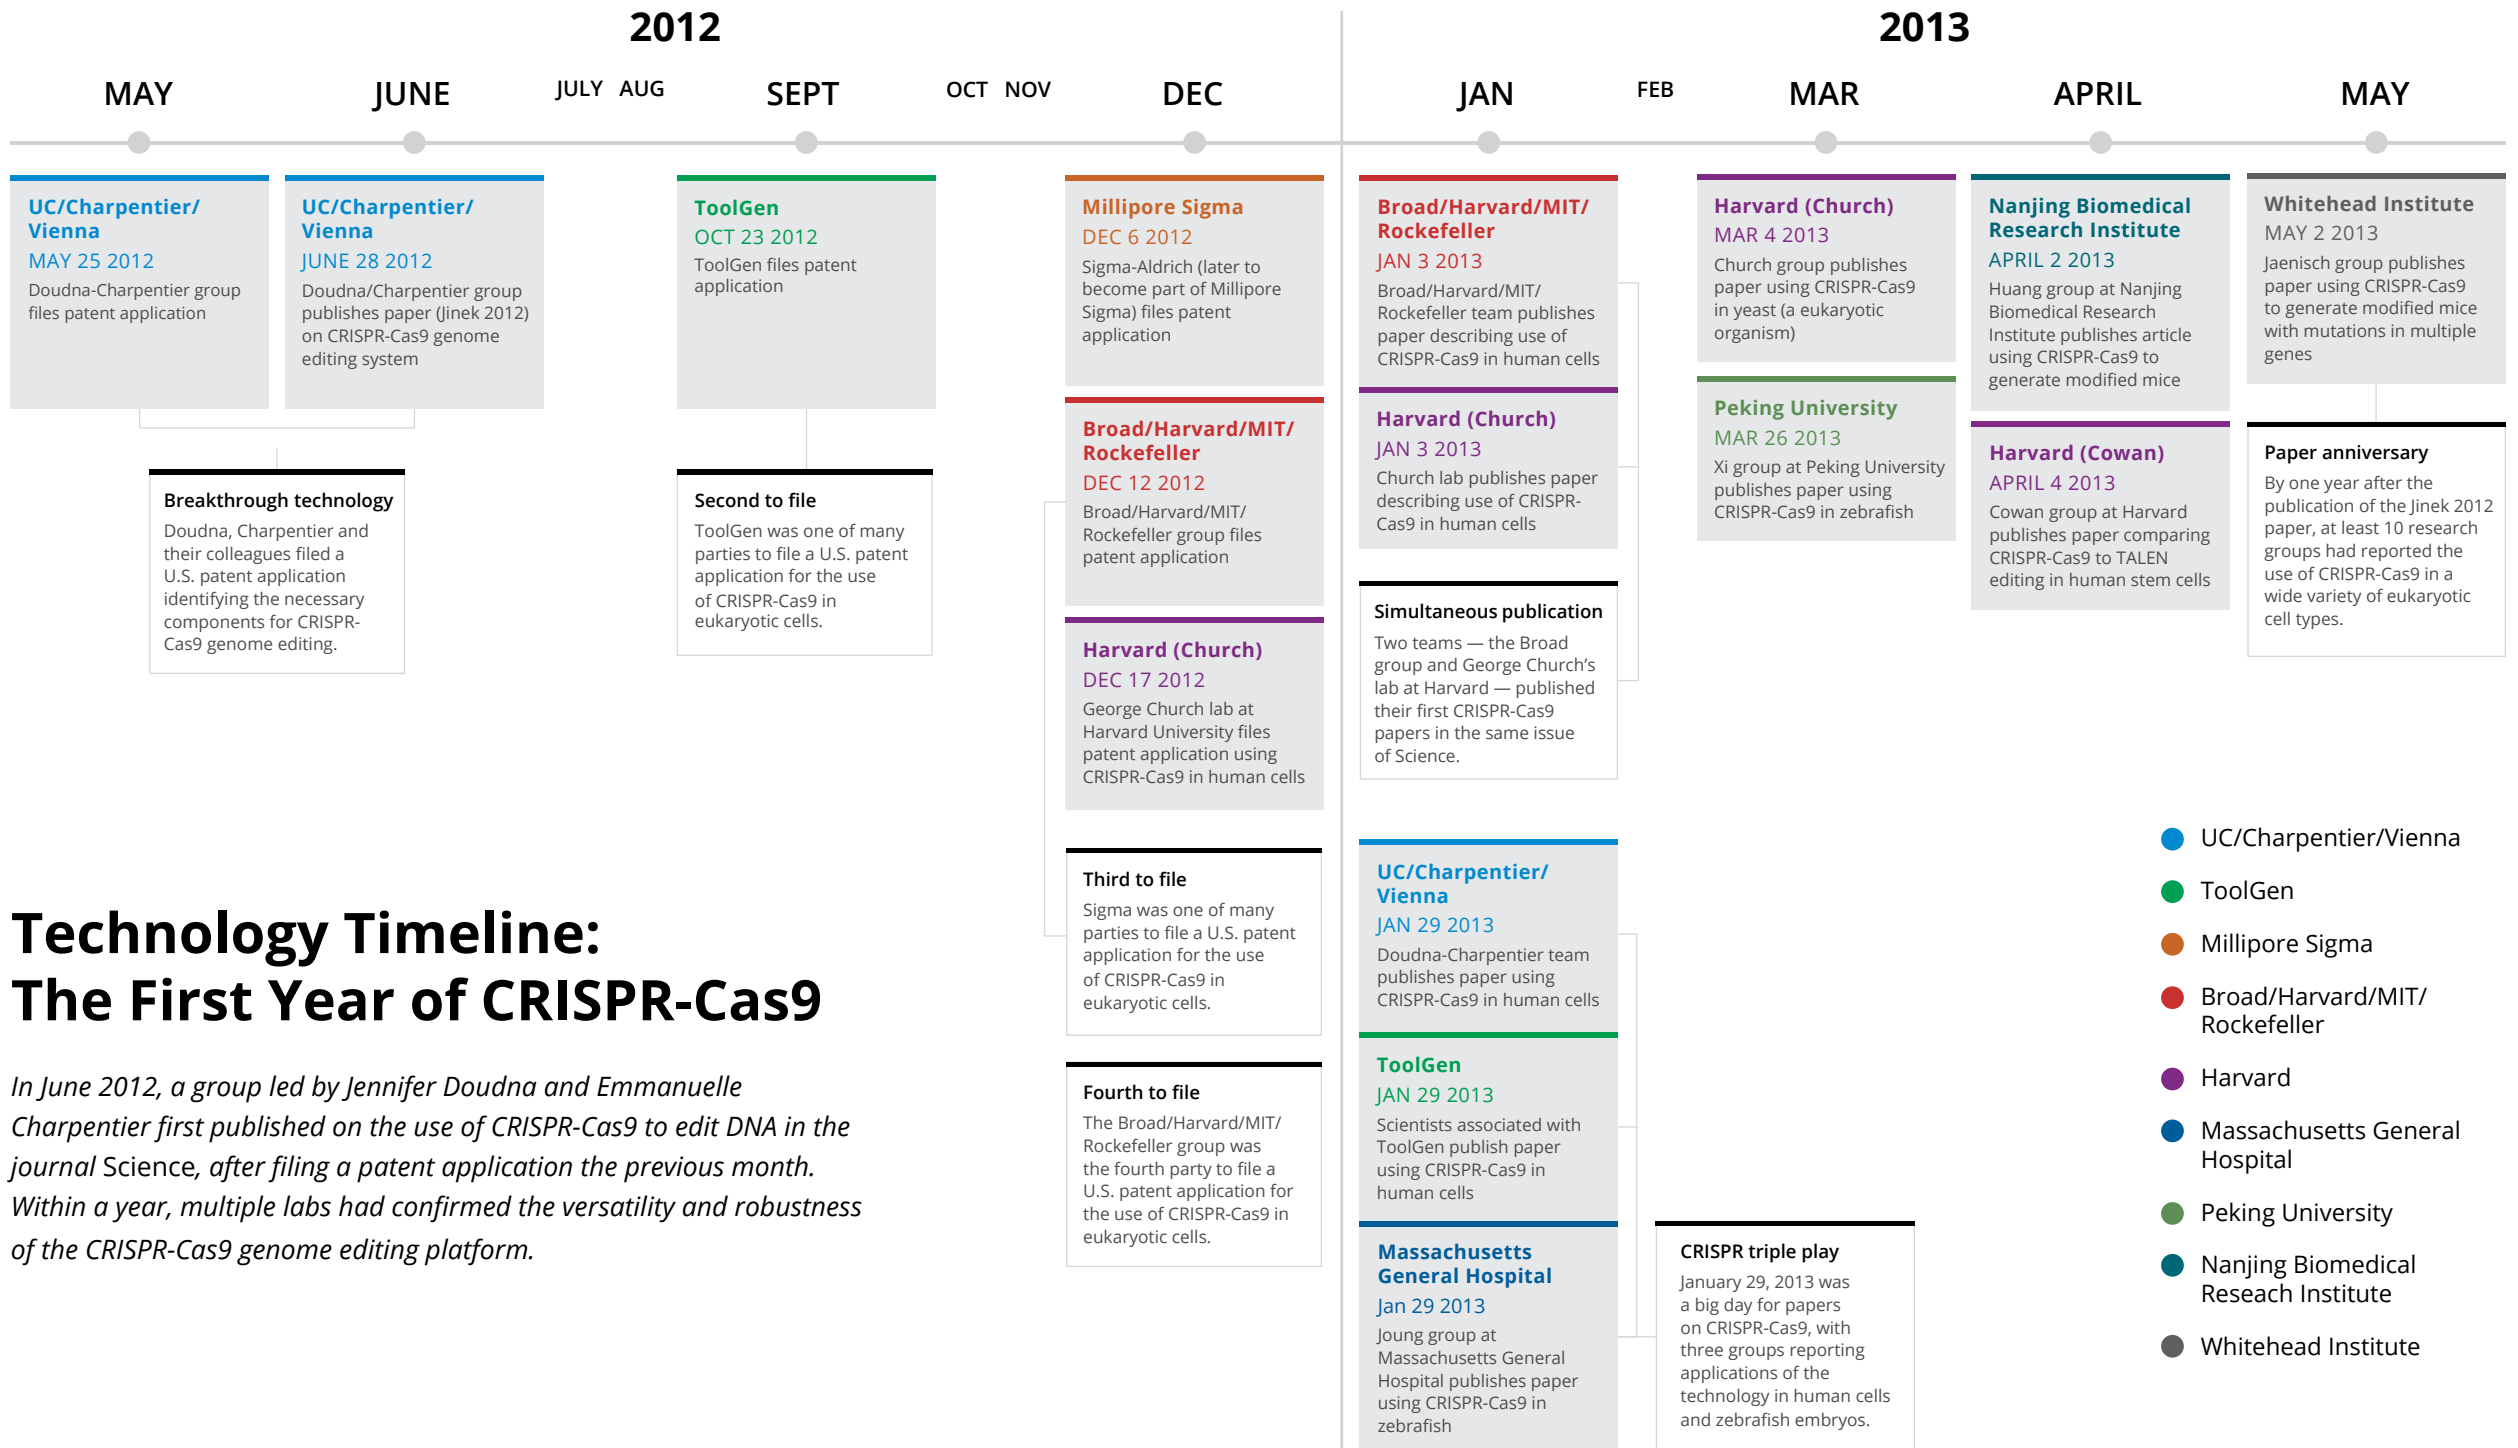 2012
2013
MAY
JUNE
JULY AUG
SEPT
OCT NOV
DEC
JAN
FEB
MAR
APRIL
MAY
UC/Charpentier/
Vienna
MAY 25 2012
Doudna-Charpentier group
files patent application
UC/Charpentier/
Vienna
JUNE 28 2012
Doudna/Charpentier group
publishes paper (Jinek 2012)
on CRISPR-Cas9 genome
editing system
Breakthrough technology
Doudna, Charpentier and
their colleagues filed a
U.S. patent application
identifying the necessary
components for CRISPR-
Cas9 genome editing.
ToolGen
OCT 23 2012
ToolGen files patent
application
Second to file
ToolGen was one of many
parties to file a U.S. patent
application for the use
of CRISPR-Cas9 in
eukaryotic cells.
Millipore Sigma
DEC 6 2012
Sigma-Aldrich (later to
become part of Millipore
Sigma) files patent
application
Broad/Harvard/MIT/
Rockefeller
DEC 12 2012
Broad/Harvard/MIT/
Rockefeller group files
patent application
Harvard (Church)
DEC 17 2012
George Church lab at
Harvard University files
patent application using
CRISPR-Cas9 in human cells
Third to file
Sigma was one of many
parties to file a U.S. patent
application for the use
of CRISPR-Cas9 in
eukaryotic cells.
Fourth to file
The Broad/Harvard/MIT/
Rockefeller group was
the fourth party to file a
U.S. patent application for
the use of CRISPR-Cas9 in
eukaryotic cells.
Broad/Harvard/MIT/
Rockefeller
JAN 3 2013
Broad/Harvard/MIT/
Rockefeller team publishes
paper describing use of
CRISPR-Cas9 in human cells
Harvard (Church)
JAN 3 2013
Church lab publishes paper
describing use of CRISPR-
Cas9 in human cells
Simultaneous publication
Two teams — the Broad
group and George Church’s
lab at Harvard — published
their first CRISPR-Cas9
papers in the same issue
of Science.
UC/Charpentier/
Vienna
JAN 29 2013
Doudna-Charpentier team
publishes paper using
CRISPR-Cas9 in human cells
ToolGen
JAN 29 2013
Scientists associated with
ToolGen publish paper
using CRISPR-Cas9 in
human cells
Massachusetts
General Hospital
Jan 29 2013
Joung group at
Massachusetts General
Hospital publishes paper
using CRISPR-Cas9 in
zebrafish
CRISPR triple play
January 29, 2013 was
a big day for papers
on CRISPR-Cas9, with
three groups reporting
applications of the
technology in human cells
and zebrafish embryos.
Harvard (Church)
MAR 4 2013
Church group publishes
paper using CRISPR-Cas9
in yeast (a eukaryotic
organism)
Peking University
MAR 26 2013
Xi group at Peking University
publishes paper using
CRISPR-Cas9 in zebrafish
Nanjing Biomedical
Research Institute
APRIL 2 2013
Huang group at Nanjing
Biomedical Research
Institute publishes article
using CRISPR-Cas9 to
generate modified mice
Harvard (Cowan)
APRIL 4 2013
Cowan group at Harvard
publishes paper comparing
CRISPR-Cas9 to TALEN
editing in human stem cells
Whitehead Institute
MAY 2 2013
Jaenisch group publishes
paper using CRISPR-Cas9
to generate modified mice
with mutations in multiple
genes
Paper anniversary
By one year after the
publication of the Jinek 2012
paper, at least 10 research
groups had reported the
use of CRISPR-Cas9 in a
wide variety of eukaryotic
cell types.
Technology Timeline:
The First Year of CRISPR-Cas9
In June 2012, a group led by Jennifer Doudna and Emmanuelle
Charpentier first published on the use of CRISPR-Cas9 to edit DNA in the
journal Science, after filing a patent application the previous month.
Within a year, multiple labs had confirmed the versatility and robustness
of the CRISPR-Cas9 genome editing platform.
UC/Charpentier/Vienna
ToolGen
Millipore Sigma
Broad/Harvard/MIT/
Rockefeller
Harvard
Massachusetts General
Hospital
Peking University
Nanjing Biomedical
Reseach Institute
Whitehead Institute